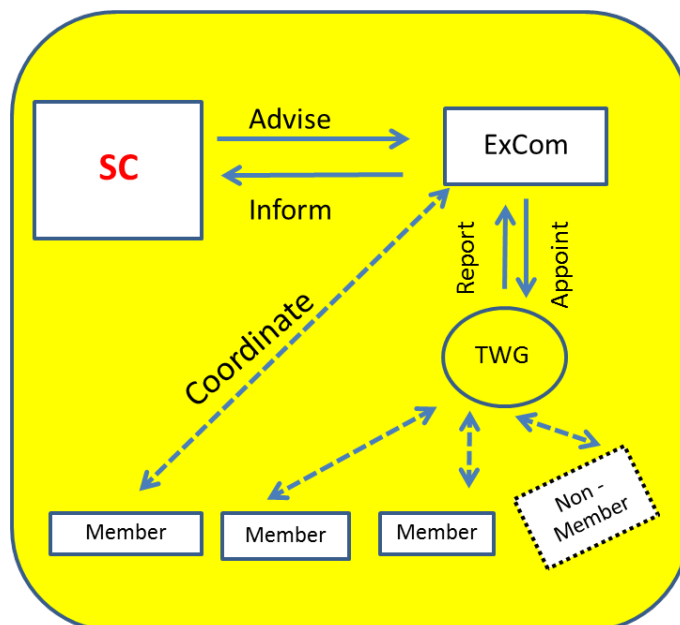 Advise
SC
ExCom
Inform
Report
Appoint
Coordinate
TWG
Member
Member
Member
Non -
Member